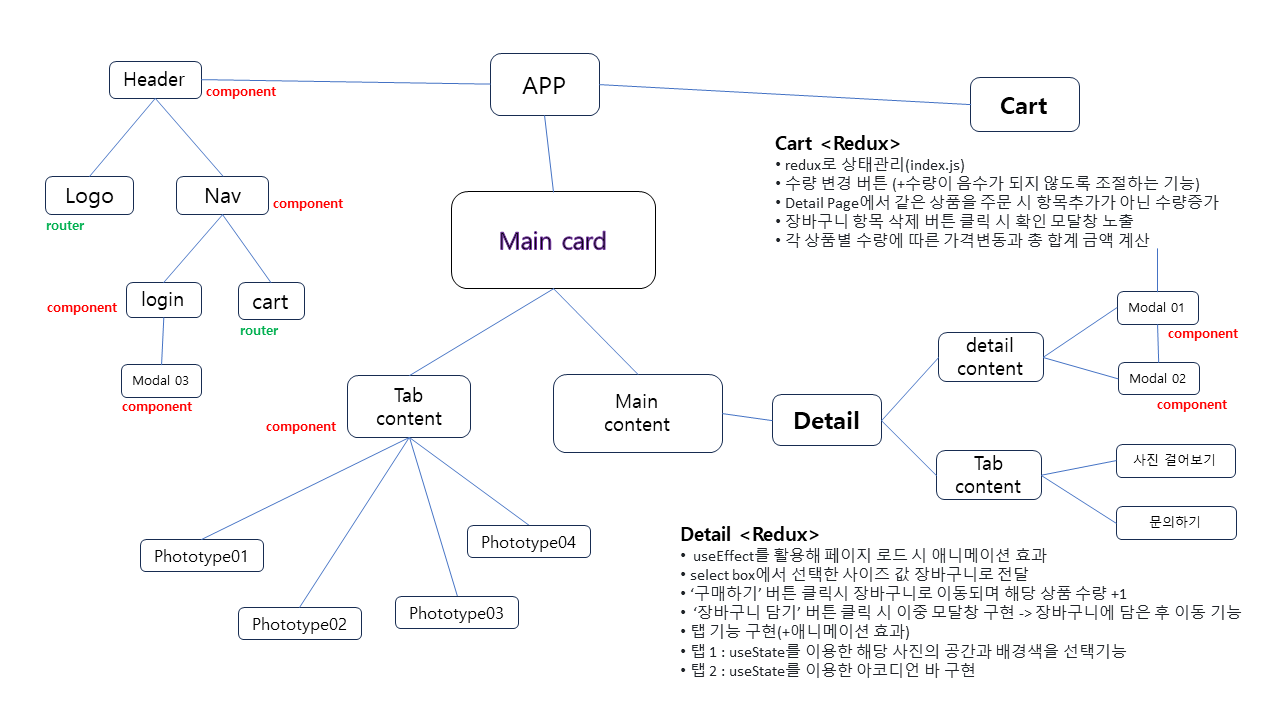 APP
Header
component
Cart
Cart <Redux>
• redux로 상태관리(index.js)
• 수량 변경 버튼 (+수량이 음수가 되지 않도록 조절하는 기능)
• Detail Page에서 같은 상품을 주문 시 항목추가가 아닌 수량증가
• 장바구니 항목 삭제 버튼 클릭 시 확인 모달창 노출
• 각 상품별 수량에 따른 가격변동과 총 합계 금액 계산
Logo
router
Nav
component
Main card
login
component
cart
router
Modal 03
component
Modal 01
component
detail
content
Modal 02
component
Tab
content
component
Main
content
Detail
Tab
content
사진 걸어보기
문의하기
Phototype01
Phototype02
Phototype03
Phototype04
Detail <Redux>
• useEffect를 활용해 페이지 로드 시 애니메이션 효과
• select box에서 선택한 사이즈 값 장바구니로 전달
• ‘구매하기’ 버튼 클릭시 장바구니로 이동되며 해당 상품 수량 +1
• ‘장바구니 담기’ 버튼 클릭 시 이중 모달창 구현 -> 장바구니에 담은 후 이동 기능
• 탭 기능 구현(+애니메이션 효과)
• 탭 1 : useState를 이용한 해당 사진의 공간과 배경색을 선택기능
• 탭 2 : useState를 이용한 아코디언 바 구현